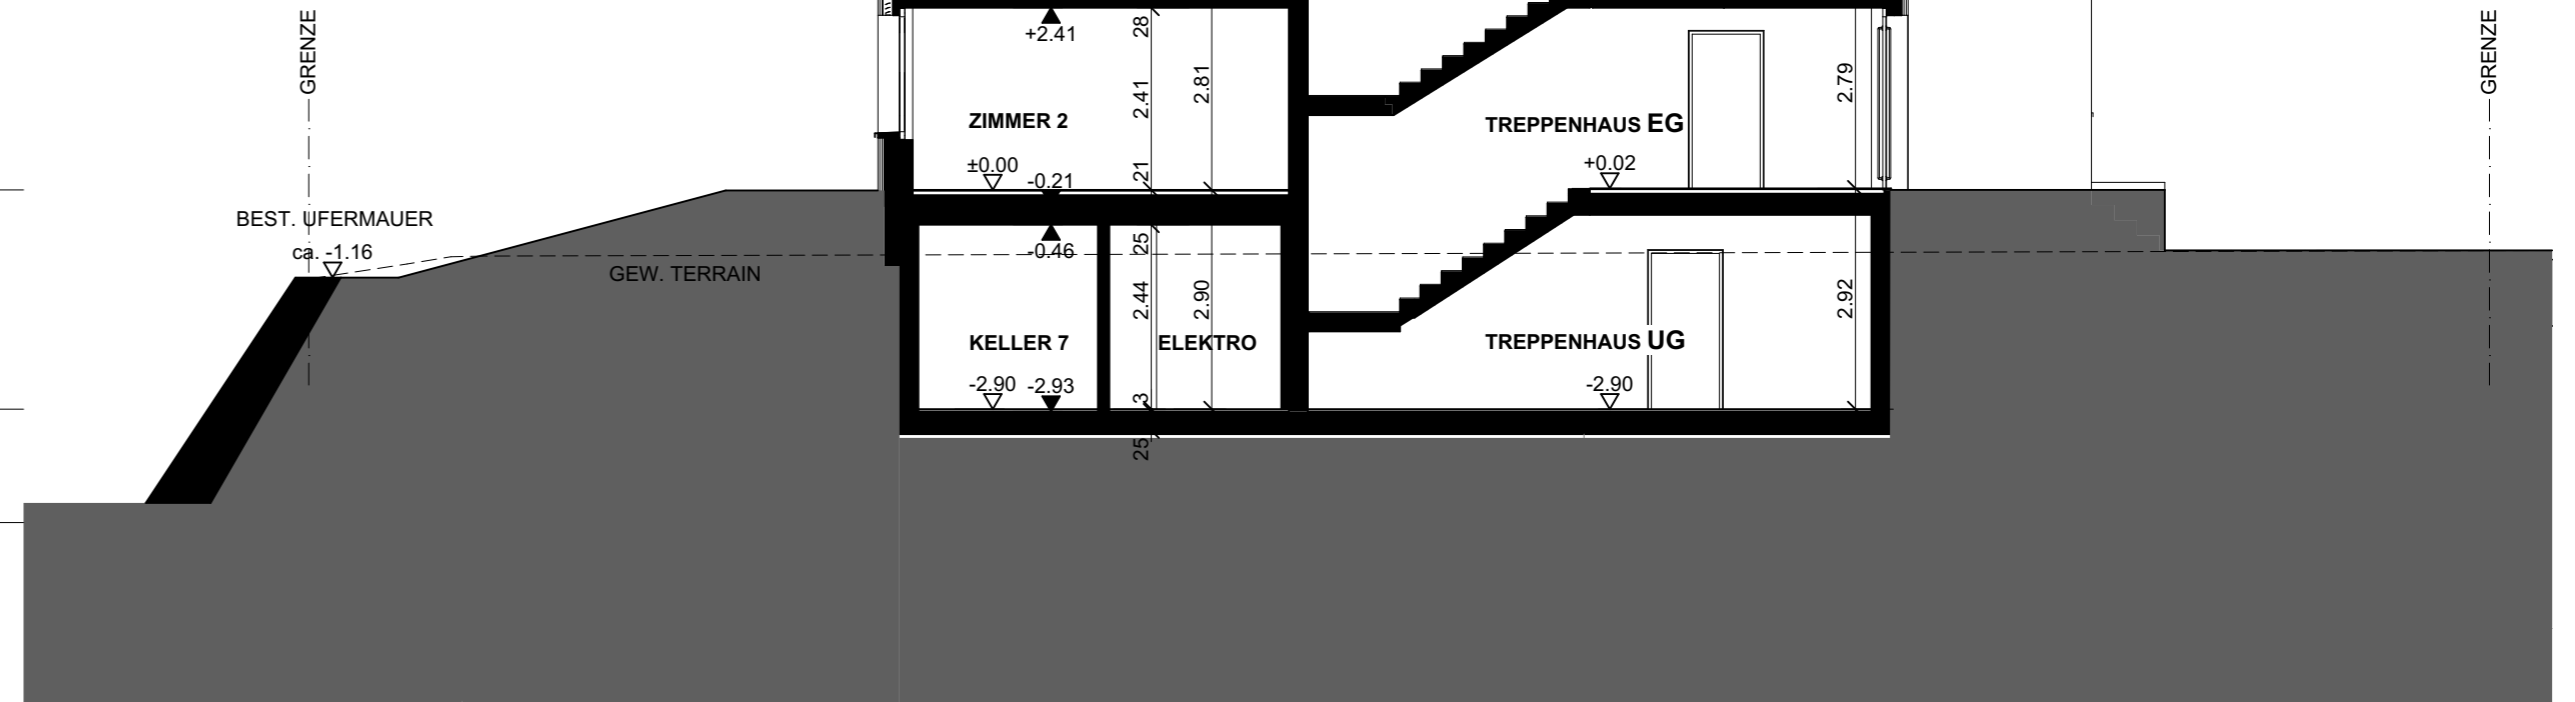 GRENZE
+2.41
28
GRENZE
2.41
2.81
2.79
ZIMMER 2
TREPPENHAUS EG
±0.00
-0.21
21
+0.02
BEST. UFERMAUER
ca. -1.16
-0.46
25
GEW. TERRAIN
2.44
2.90
2.92
KELLER 7
ELEKTRO
TREPPENHAUS UG
-2.90
-2.93
3
-2.90
25